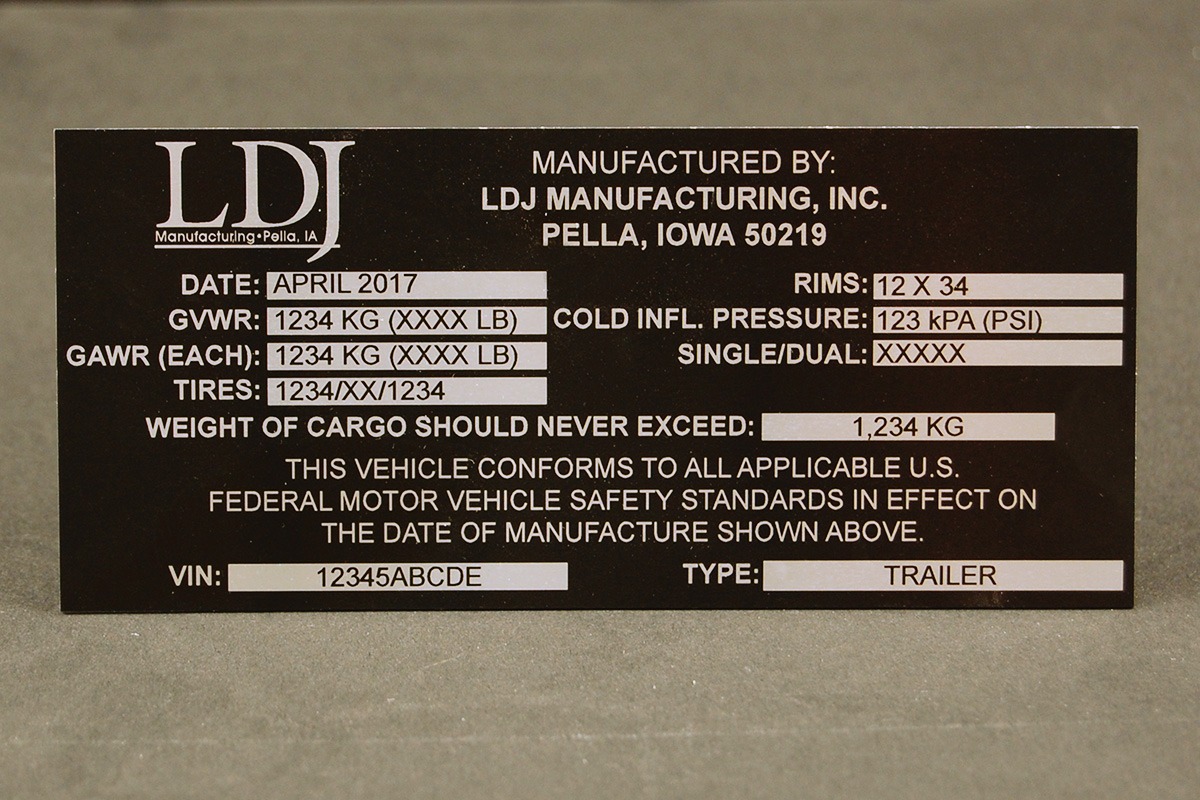 LDJ
Manufacturing•Pella, IA
MANUFACTURED BY:
LDJ MANUFACTURING, INC.
PELLA, IOWA 50219
DATE: APRIL 2017
RIMS: 12 X 34
GVWR: 1234 KG (XXXX LB)
COLD INFL. PRESSURE: 123 kPA (PSI)
GAWR (EACH): 1234 KG (XXXX LB)
SINGLE/DUAL: XXXXX
TIRES: 1234/XX/1234
WEIGHT OF CARGO SHOULD NEVER EXCEED: 1,234 KG
THIS VEHICLE CONFORMS TO ALL APPLICABLE U.S.
FEDERAL MOTOR VEHICLE SAFETY STANDARDS IN EFFECT ON
THE DATE OF MANUFACTURE SHOWN ABOVE.
VIN: 12345ABCDE
TYPE: TRAILER